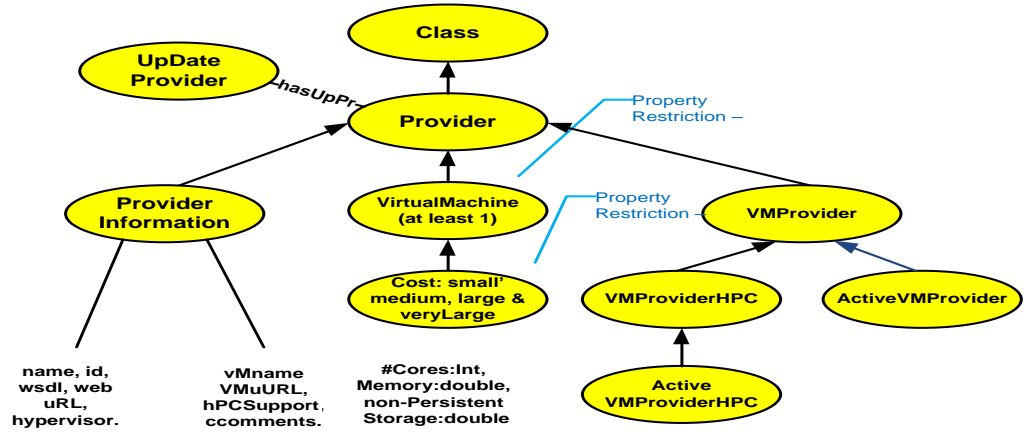 Class
UpDate
Provider
–hasUpPr–
Provider
Property
Restriction –
Provider
Information
VirtualMachine
(at least 1)
Property
Restriction –
VMProvider
Cost: small’
medium, large &
veryLarge
VMProviderHPC
ActiveVMProvider
name, id,
wsdl, web
uRL,
hypervisor.
vMname
VMuURL,
hPCSupport,
ccomments.
#Cores:Int,
Memory:double,
non-Persistent
Storage:double
Active
VMProviderHPC